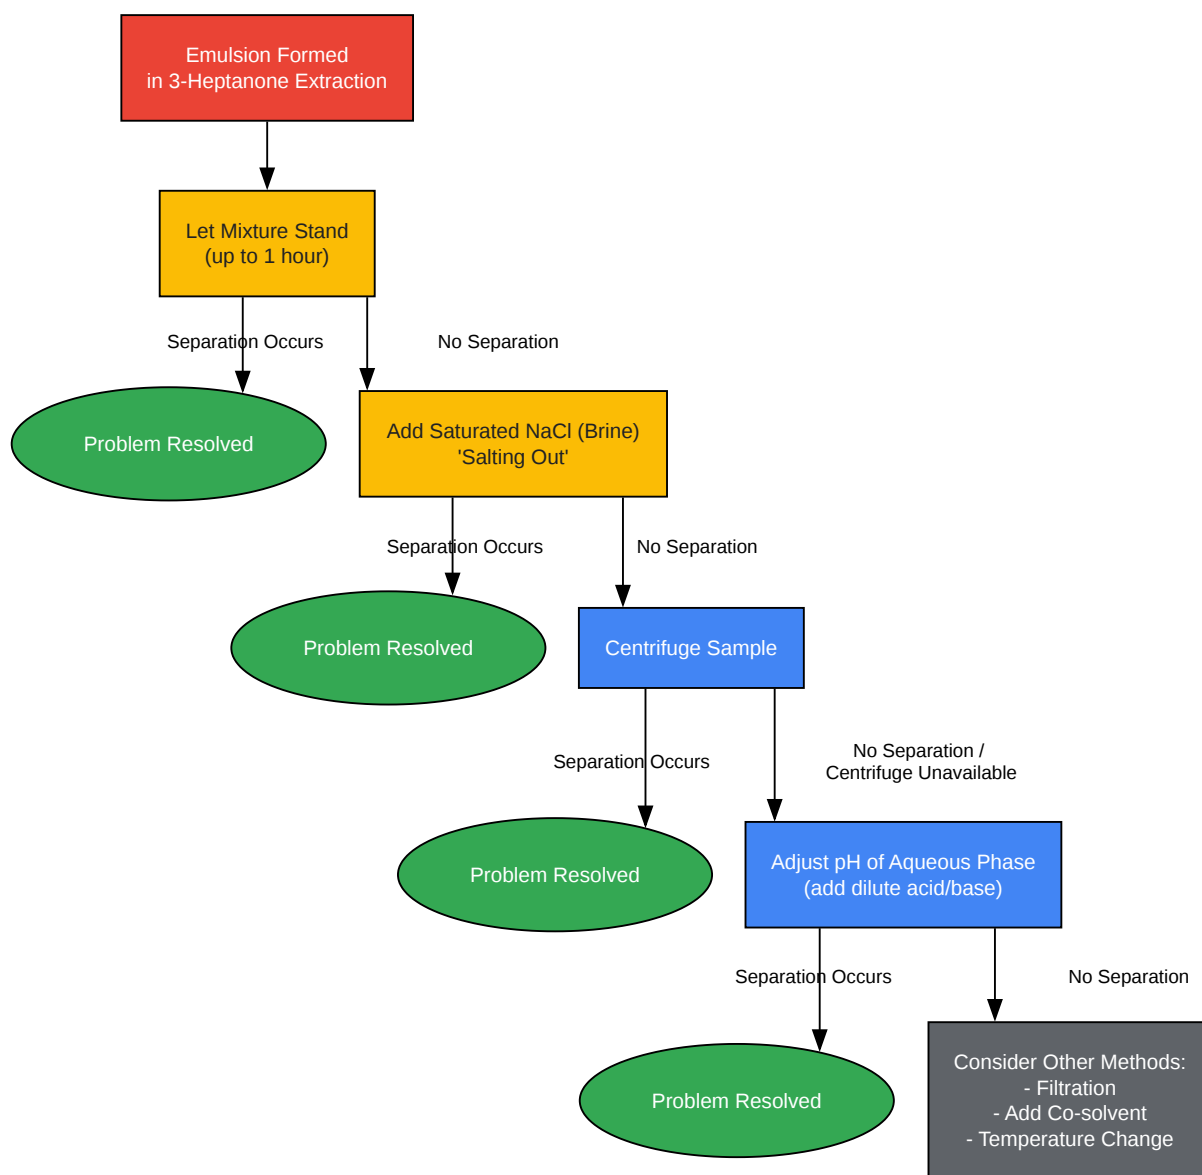 Emulsion Formed
in 3-Heptanone Extraction
Let Mixture Stand
(up to 1 hour)
Separation Occurs
No Separation
Problem Resolved
Add Saturated NaCl (Brine)
'Salting Out'
Separation Occurs
No Separation
Problem Resolved
Centrifuge Sample
Separation Occurs
No Separation /
Centrifuge Unavailable
Problem Resolved
Adjust pH of Aqueous Phase
(add dilute acid/base)
Separation Occurs
No Separation
Problem Resolved
Consider Other Methods:
- Filtration
- Add Co-solvent
- Temperature Change